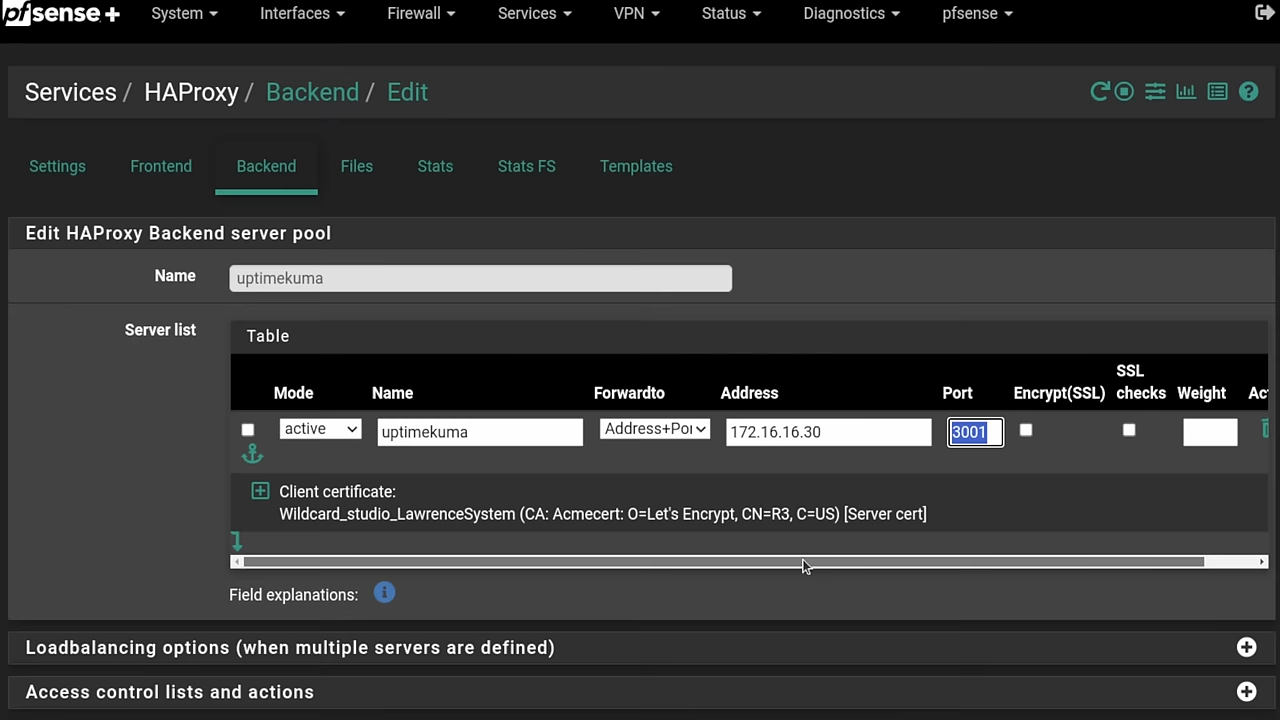 pfsense +
System Interfaces Firewall Services VPN Status Diagnostics pfsense
Services / HAProxy / Backend / Edit
Settings Frontend Backend Files Stats Stats FS Templates
Edit HAProxy Backend server pool
Name uptimekuma
Server list
Table
Mode Name Forwardto Address Port Encrypt(SSL) SSL checks Weight Act
active uptimekuma Address+Por 172.16.16.30 3001
Client certificate:
Wildcard_studio_LawrenceSystem (CA: Acmecert: O=Let's Encrypt, CN=R3, C=US) [Server cert]
Field explanations:
Loadbalancing options (when multiple servers are defined)
Access control lists and actions